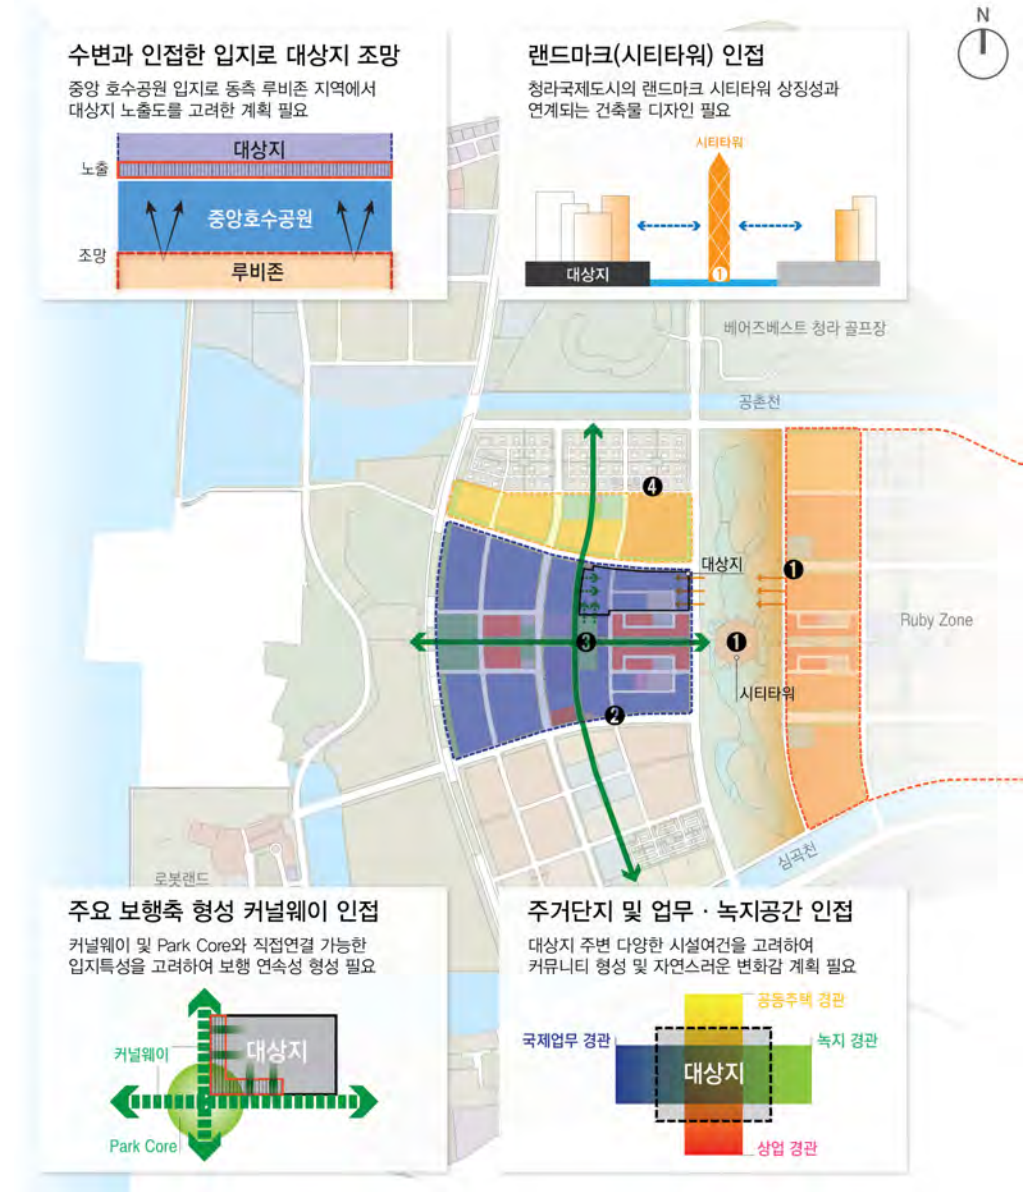 N
수변과 인접한 입지로 대상지 조망
중앙 호수공원 입지로 동측 루비존 지역에서
대상지 노출도를 고려한 계획 필요
대상지
노출
중앙호수공원
조망
루비존
랜드마크(시티타워) 인접
청라국제도시의 랜드마크 시티타워 상징성과
연계되는 건축물 디자인 필요
시티타워
대상지
1
베어즈베스트 청라 골프장
공촌천
4
대상지
1
Ruby Zone
3
1
시티타워
2
심곡천
로봇랜드
주요 보행축 형성 커널웨이 인접
커널웨이 및 Park Core와 직접연결 가능한
입지특성을 고려하여 보행 연속성 형성 필요
대상지
커널웨이
Park Core
주거단지 및 업무 · 녹지공간 인접
대상지 주변 다양한 시설여건을 고려하여
커뮤니티 형성 및 자연스러운 변화감 계획 필요
공동주택 경관
국제업무 경관
녹지 경관
대상지
상업 경관